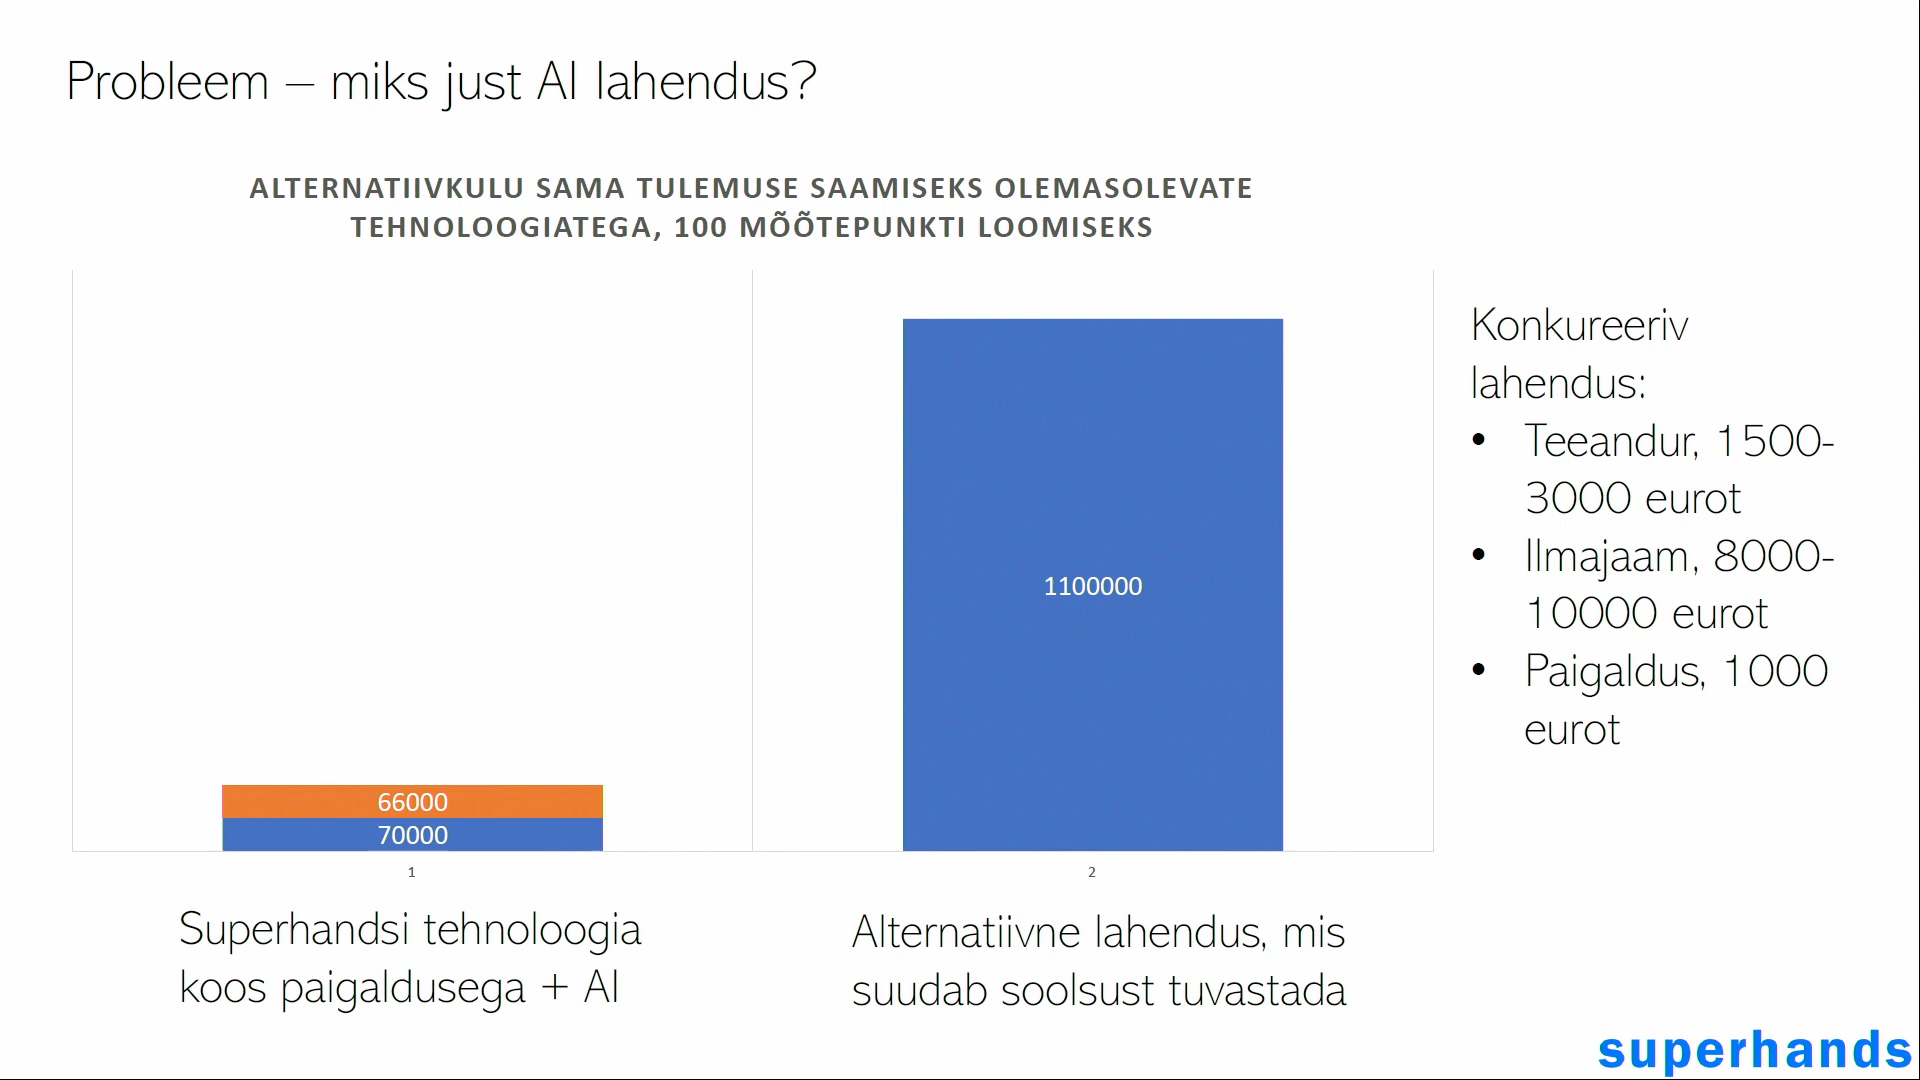 Probleem – miks just AI lahendus?
ALTERNATIIVKULU SAMA TULEMUSE SAAMISEKS OLEMASOLEVATE
TEHNOLOOGIATEGA, 100 MÕÕTEPUNKTI LOOMISEKS
66000
70000
1
1100000
2
Superhandsi tehnoloogia
koos paigaldusega + AI
Alternatiivne lahendus, mis
suudab soolsust tuvastada
Konkureeriv
lahendus:
• Teeandur, 1500-
3000 eurot
• Ilmajaam, 8000-
10000 eurot
• Paigaldus, 1000
eurot
superhands